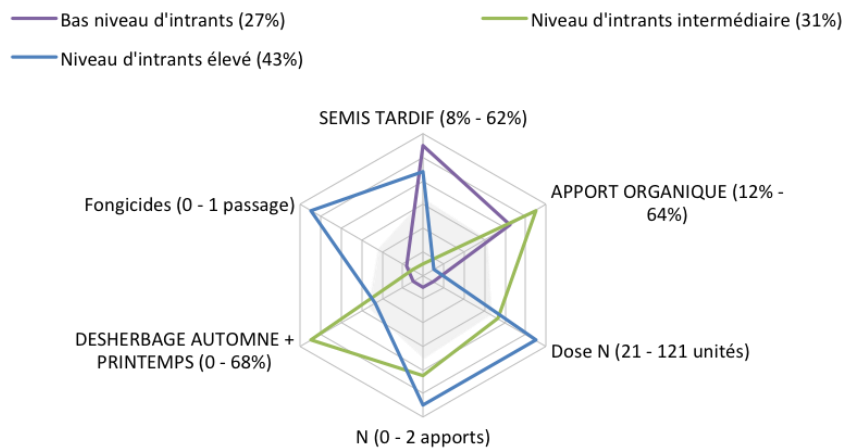 Bas niveau d'intrants (27%)
Niveau d'intrants intermédiaire (31%)
Niveau d'intrants élevé (43%)
SEMIS TARDIF (8% - 62%)
Fongicides (0 - 1 passage)
APPORT ORGANIQUE (12% -
64%)
DESHERBAGE AUTOMNE +
PRINTEMPS (0 - 68%)
Dose N (21 - 121 unités)
N (0 - 2 apports)